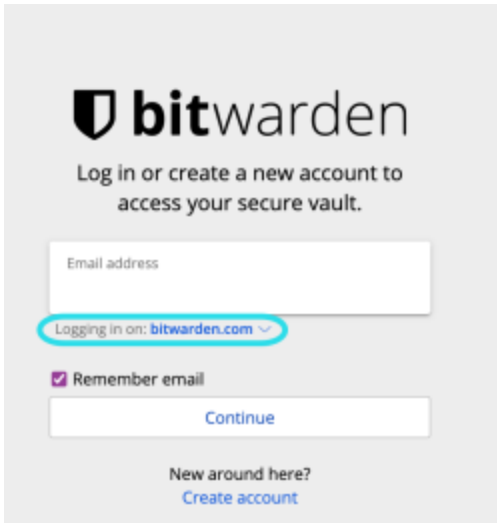 bitwarden
Log in or create a new account to
access your secure vault.
Email address
Logging in on: bitwarden.com
Remember email
Continue
New around here?
Create account